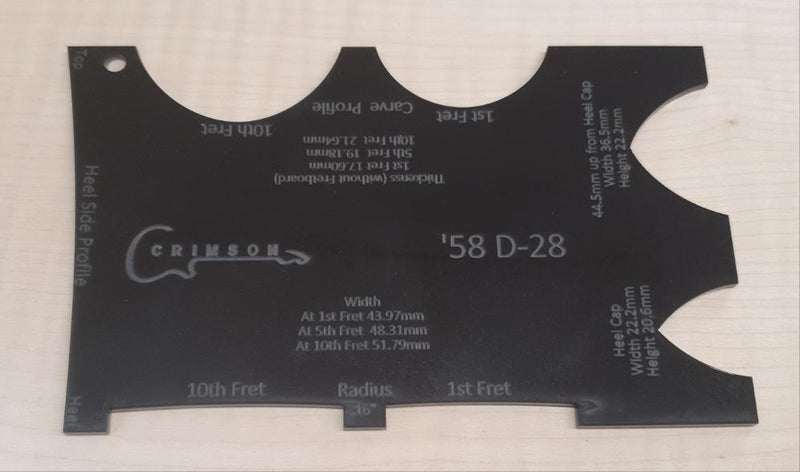 Top
10th Fret
Carve Profile
1st Fret
Thickenss (without Fretboard)
1st Fret 17.60mm
5th Fret 19.18mm
10th Fret 21.64mm
44.5mm up from Heel Cap
Width 36.5mm
Height 22.2mm
Heel Side Profile
CRIMSON
'58 D-28
Width
At 1st Fret 43.97mm
At 5th Fret 48.31mm
At 10th Fret 51.79mm
Heel Cap
Width 22.2mm
Height 20.6mm
10th Fret
Radius
1st Fret
16"
Heel